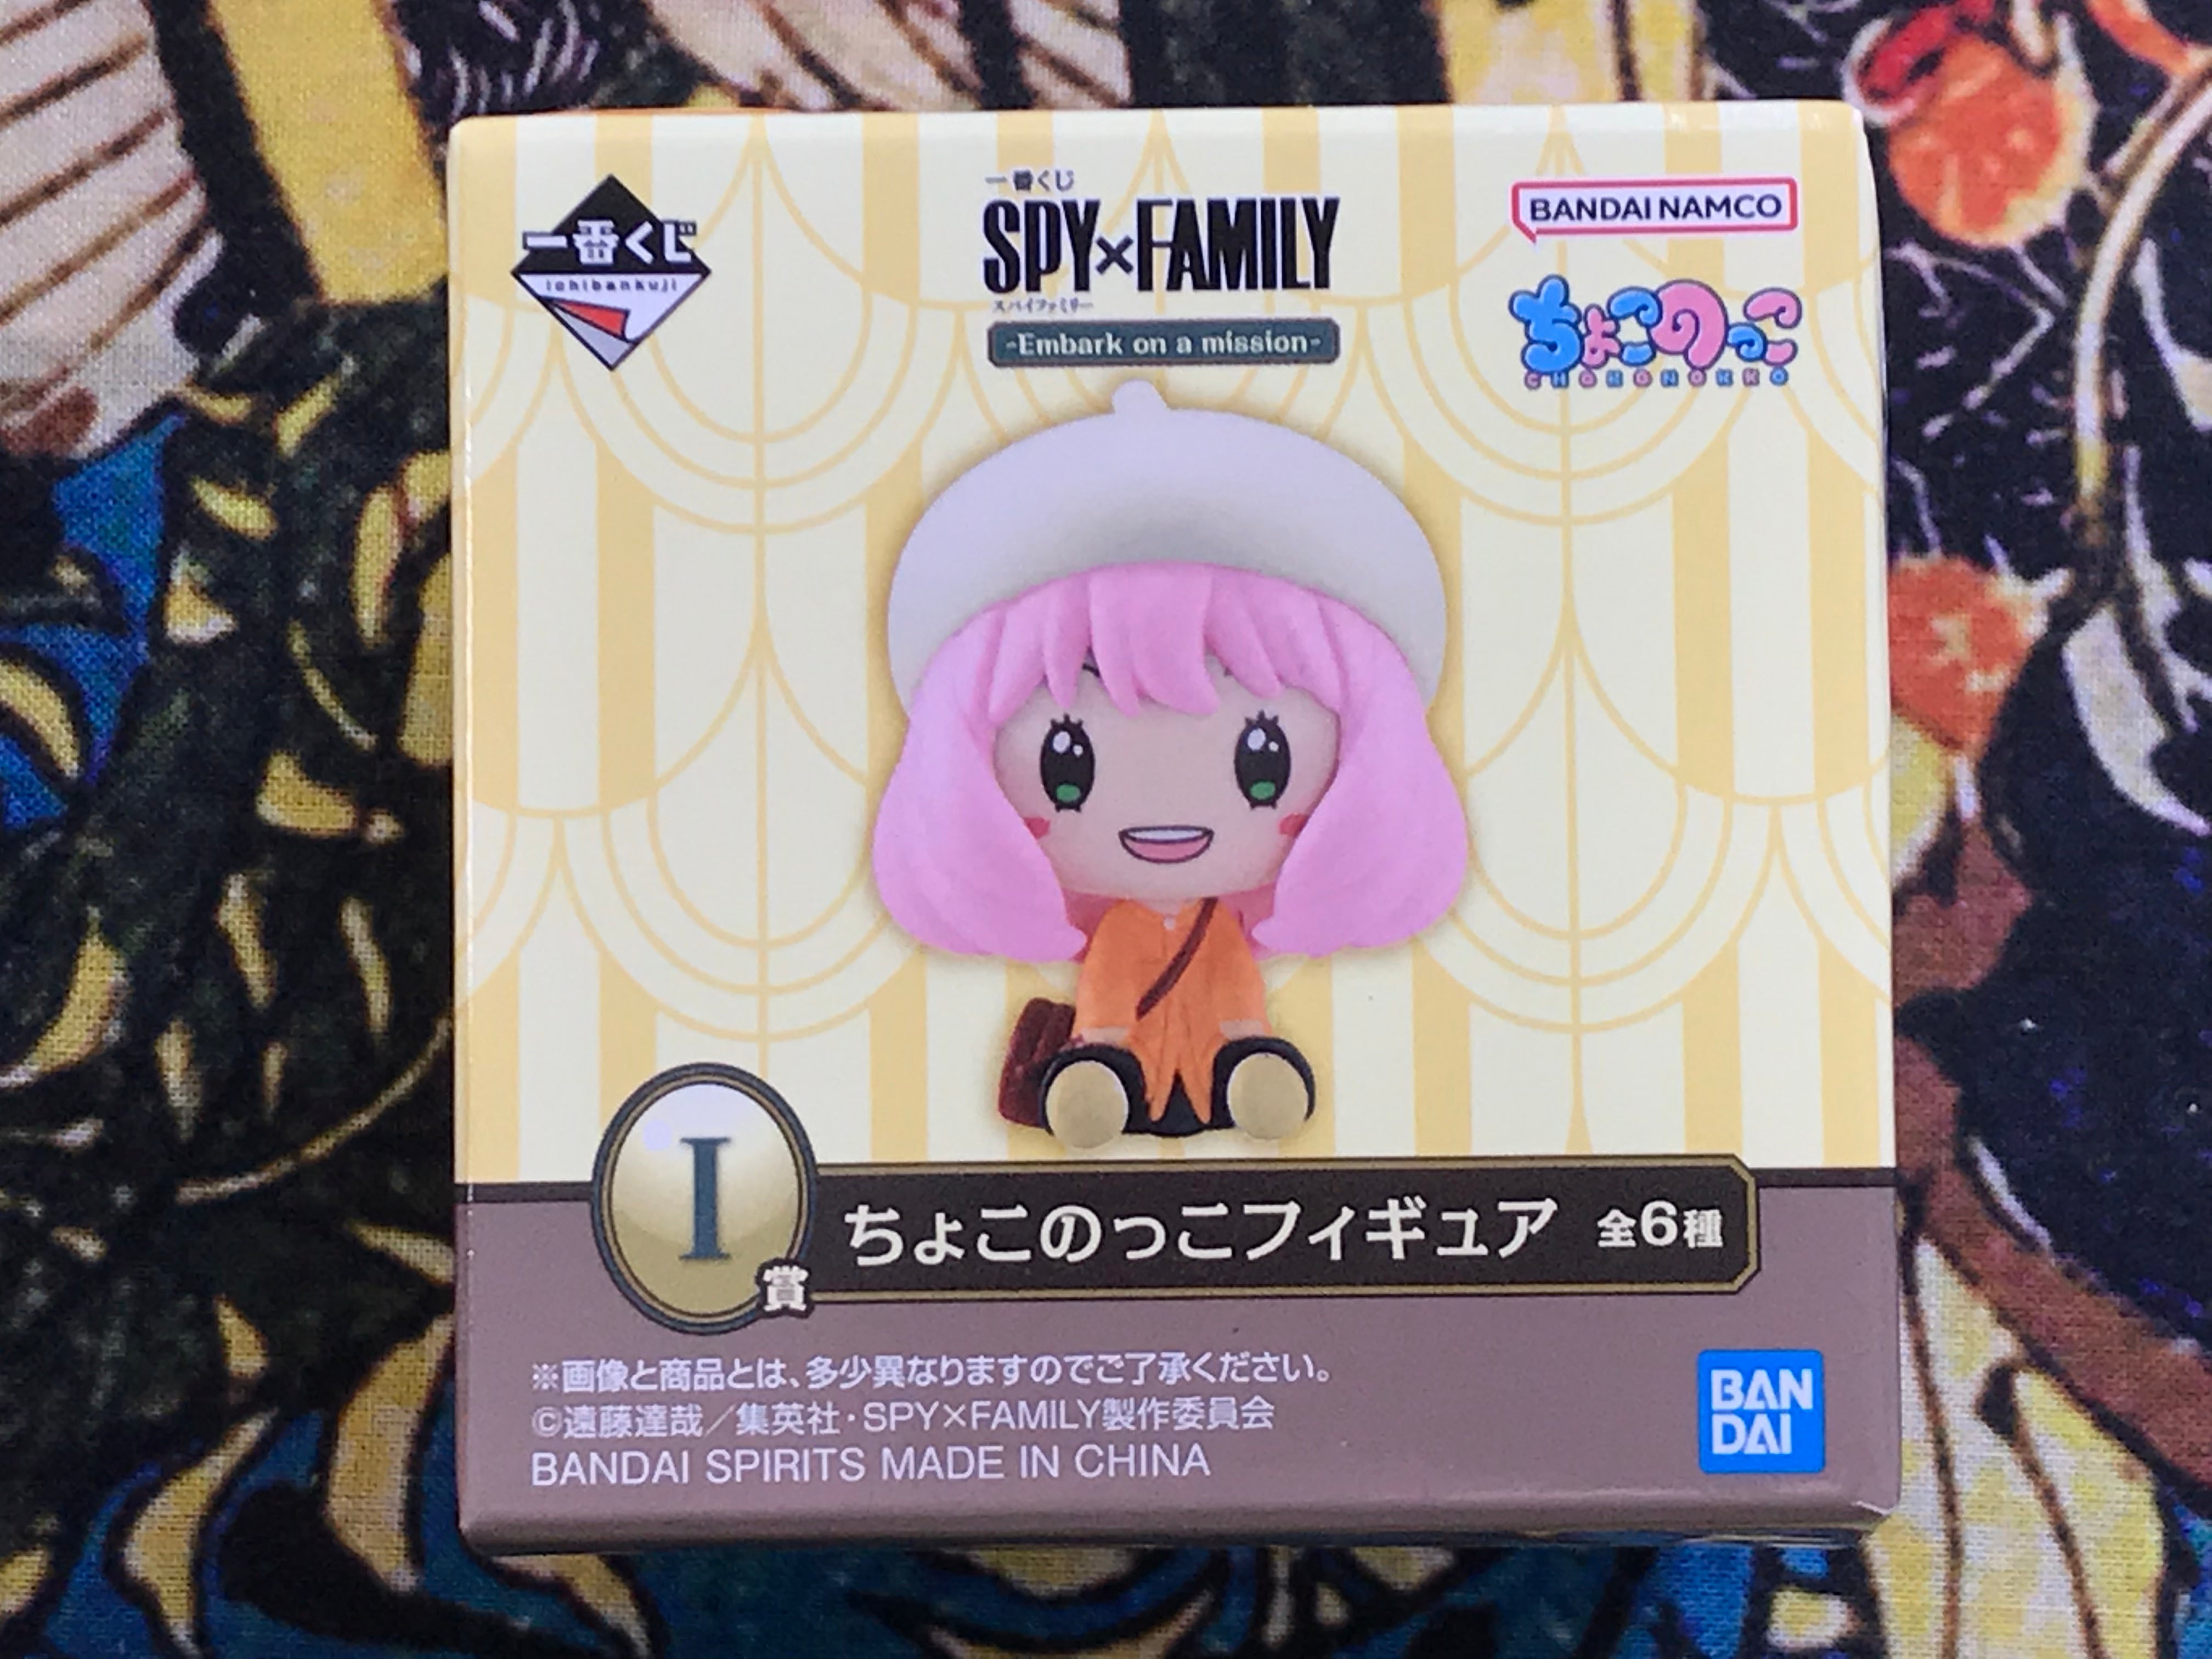 一番くじ
ichibankuji
一番くじ
SPY×FAMILY
スパイファミリー
-Embark on a mission-
BANDAI NAMCO
ちょこのっこ
CHOKONOKKO
I賞
ちょこのっこフィギュア 全6種
※画像と商品とは、多少異なりますのでご了承ください。
©遠藤達哉／集英社・SPY×FAMILY製作委員会
BANDAI SPIRITS MADE IN CHINA
BAN
DAI